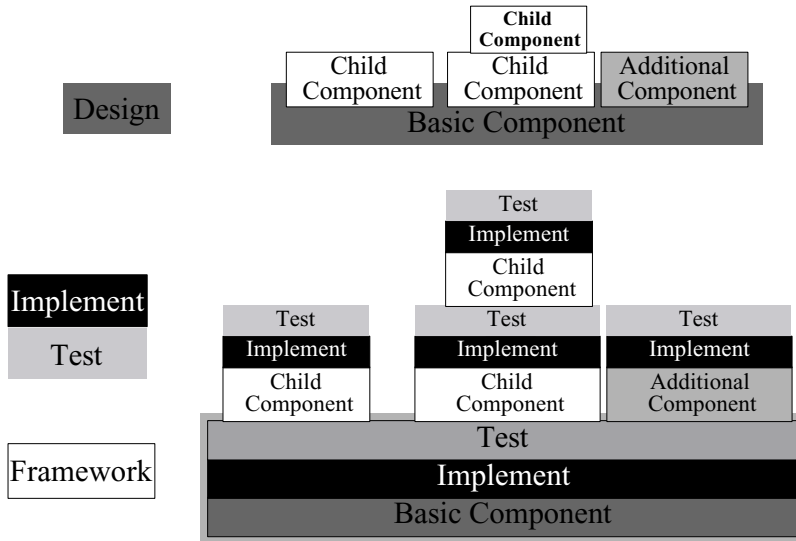 Child
Component
Child
Component
Child
Component
Additional
Component
Design
Basic Component
Test
Implement
Child
Component
Implement
Test
Test
Implement
Child
Component
Test
Implement
Child
Component
Test
Implement
Additional
Component
Framework
Test
Implement
Basic Component